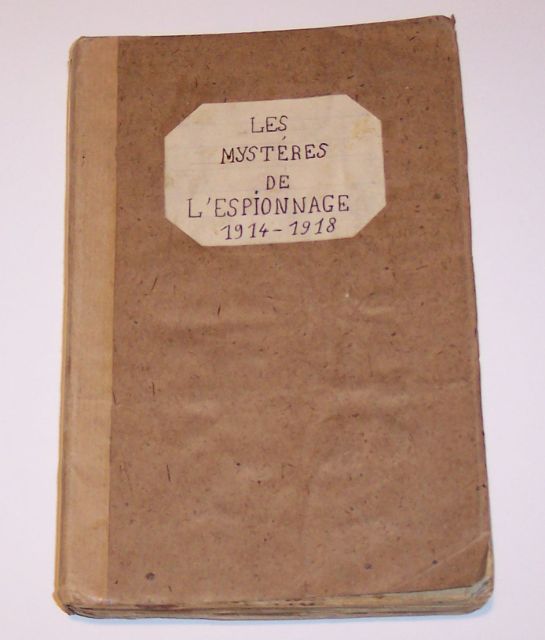 LES
MYSTÉRES
DE
L'ESPIONNAGE
1914-1918